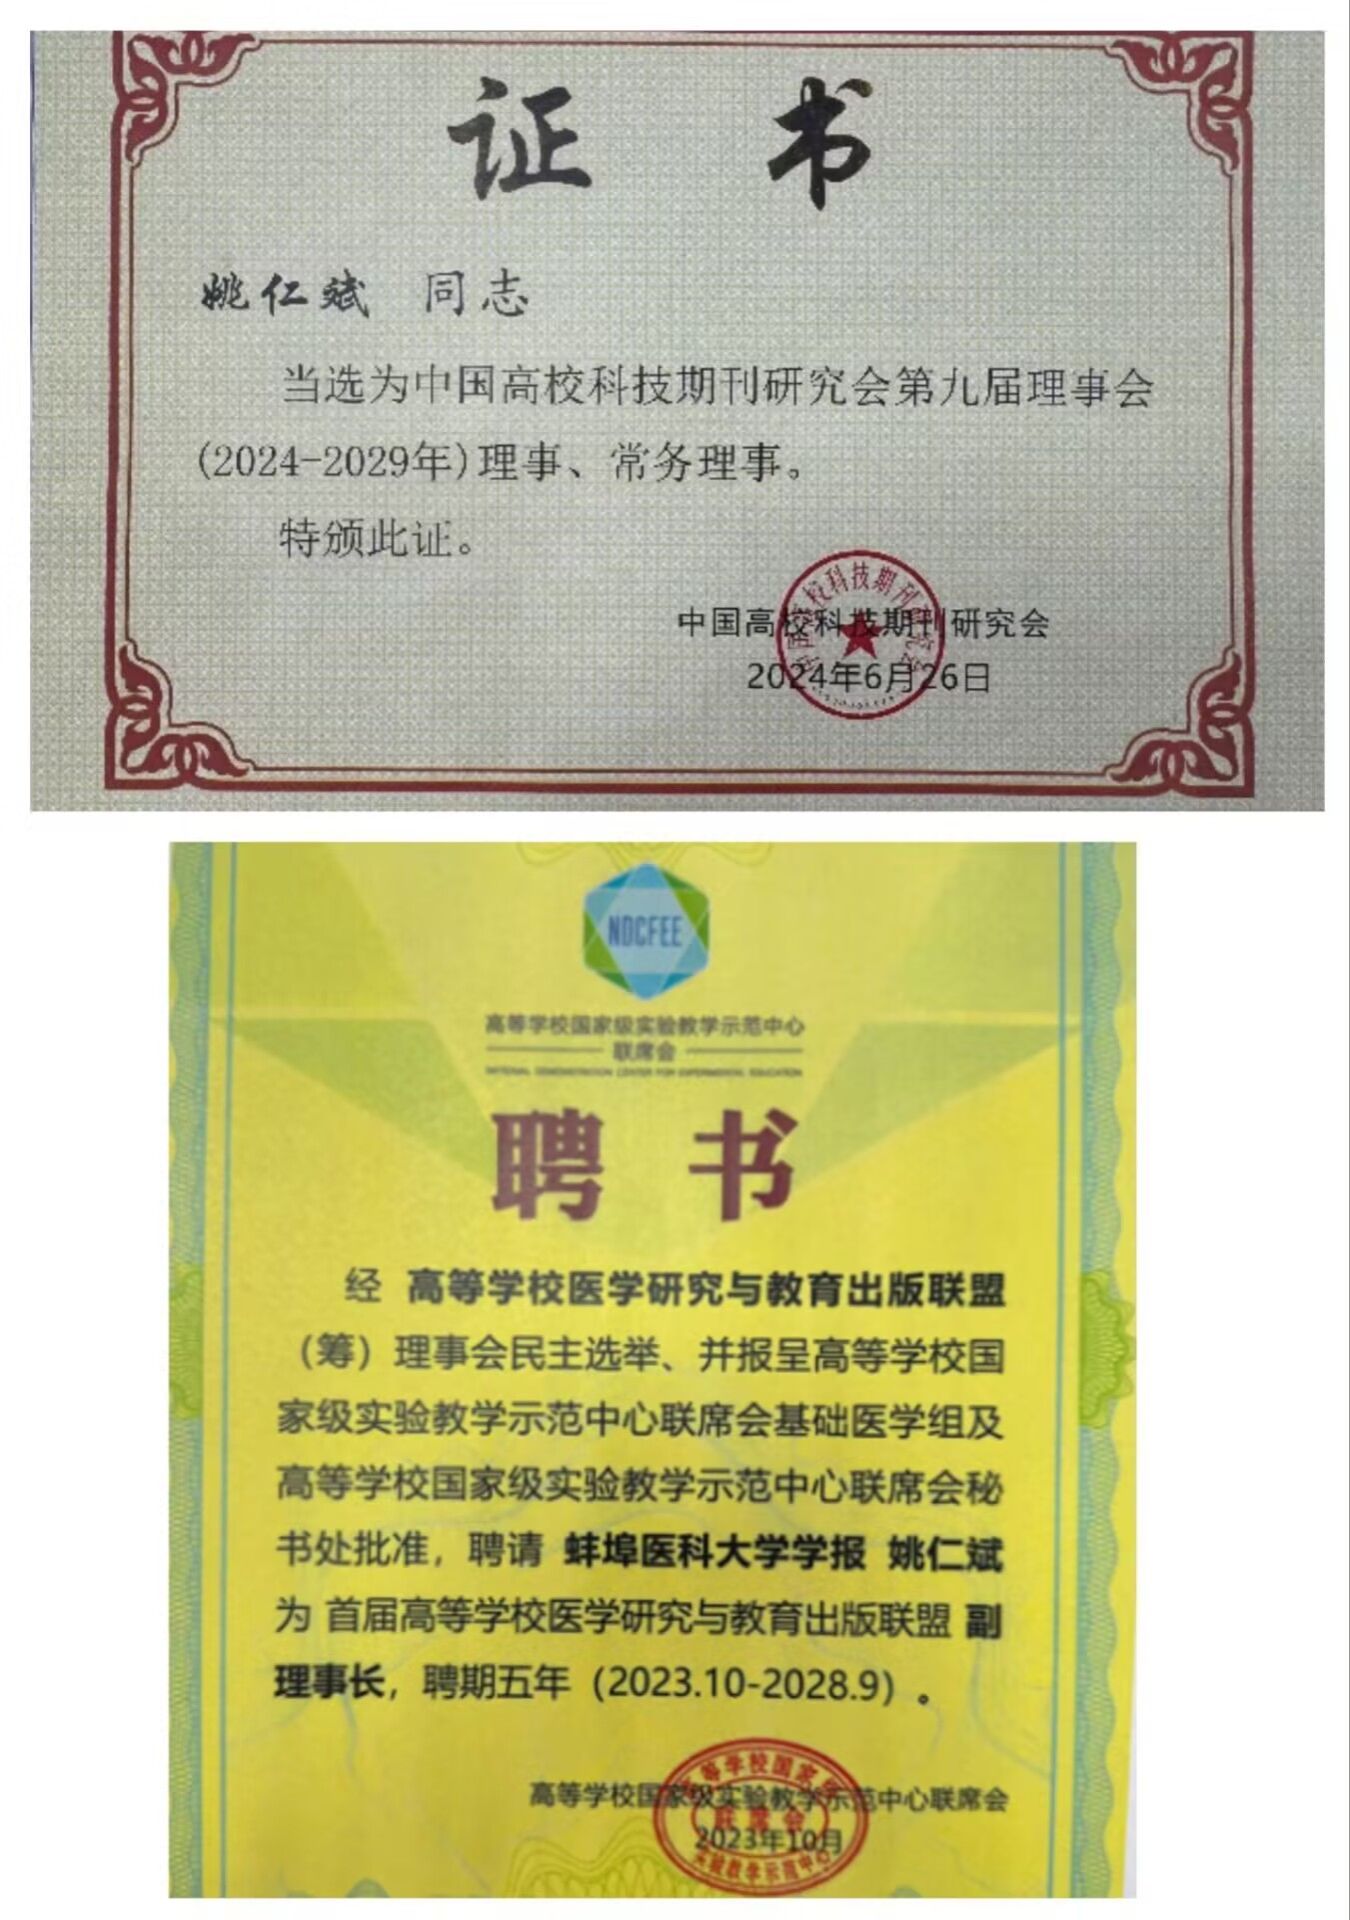 证 书
姚仁斌 同志
当选为中国高校科技期刊研究会第九届理事会
(2024-2029年)理事、常务理事。
特颁此证。
中国高校科技期刊研究会
2024年6月26日
NDCFEE
高等学校国家级实验教学示范中心
联席会
NATIONAL DEMONSTRATION CENTER FOR EXPERIMENTAL EDUCATION
聘 书
经 高等学校医学研究与教育出版联盟
（筹）理事会民主选举、并报呈高等学校国
家级实验教学示范中心联席会基础医学组及
高等学校国家级实验教学示范中心联席会秘
书处批准，聘请 蚌埠医科大学学报 姚仁斌
为 首届高等学校医学研究与教育出版联盟 副
理事长，聘期五年（2023.10-2028.9）。
高等学校国家级实验教学示范中心联席会
联席会
2023年10月